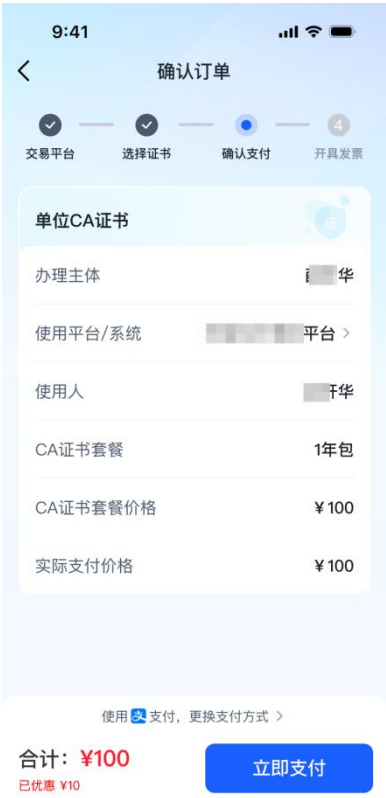 9:41
确认订单
4
交易平台 选择证书 确认支付 开具发票
单位CA证书
证
办理主体 华
使用平台/系统 平台
使用人 华
CA证书套餐 1年包
CA证书套餐价格 ¥100
实际支付价格 ¥100
使用支支付，更换支付方式
合计：¥100
已优惠 ¥10
立即支付